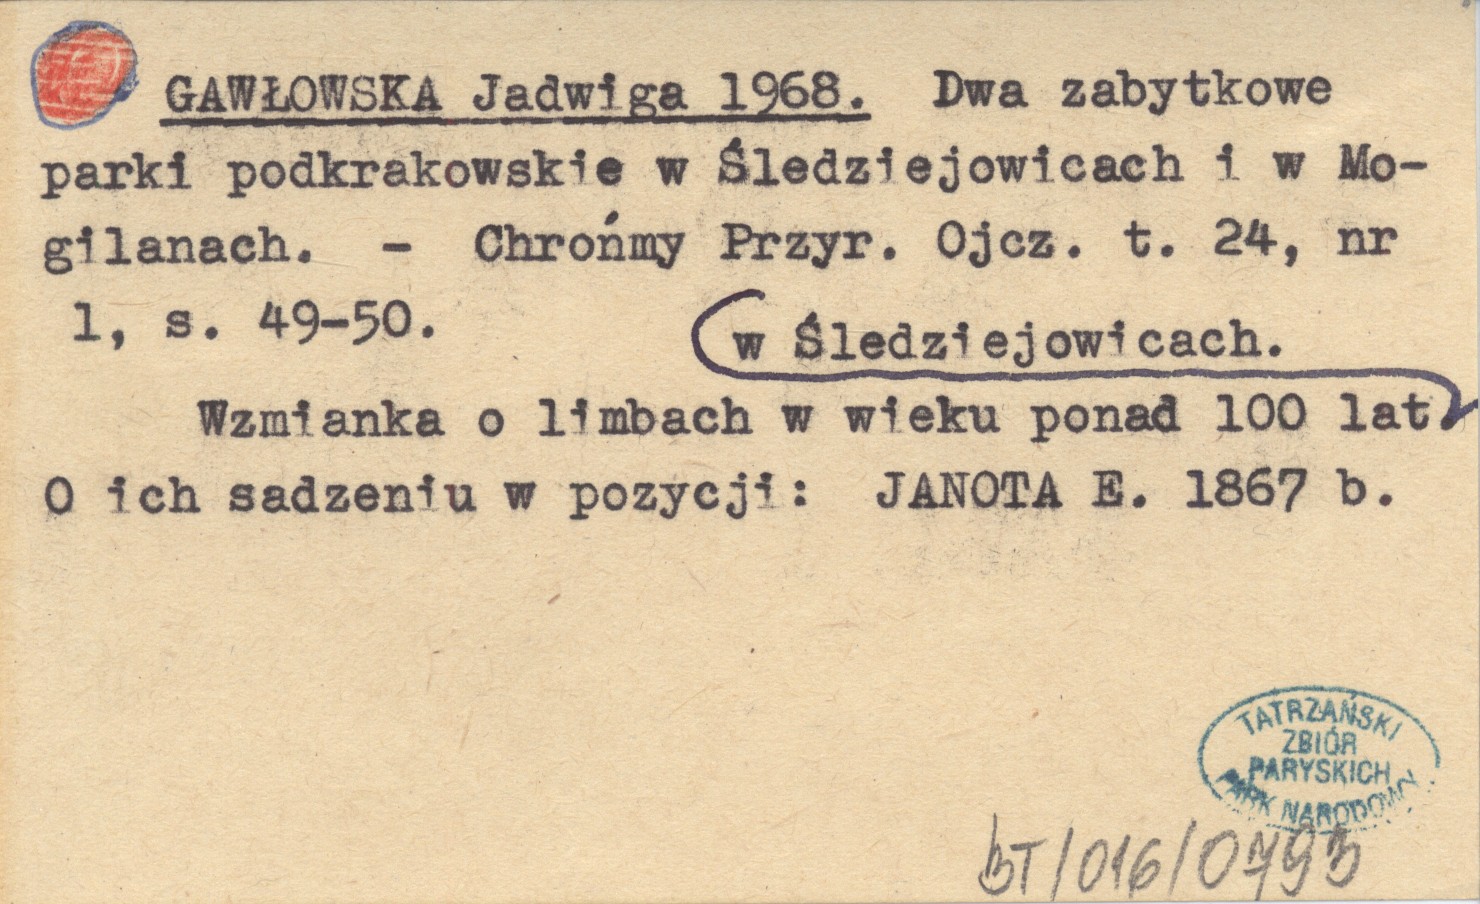 GAWŁOWSKA Jadwiga 1968. Dwa zabytkowe
parki podkrakowskie w Śledziejowicach i w Mo-
gilanach. - Chrońmy Przyr. Ojcz. t. 24, nr
1, s. 49-50.
w Śledziejowicach.
Wzmianka o limbach w wieku ponad 100 lat
O ich sadzeniu w pozycji: JANOTA E. 1867 b.
TATRZAŃSKI
ZBIÓR
PARYSKICH
PARK NARODOWY
BT/016/0793